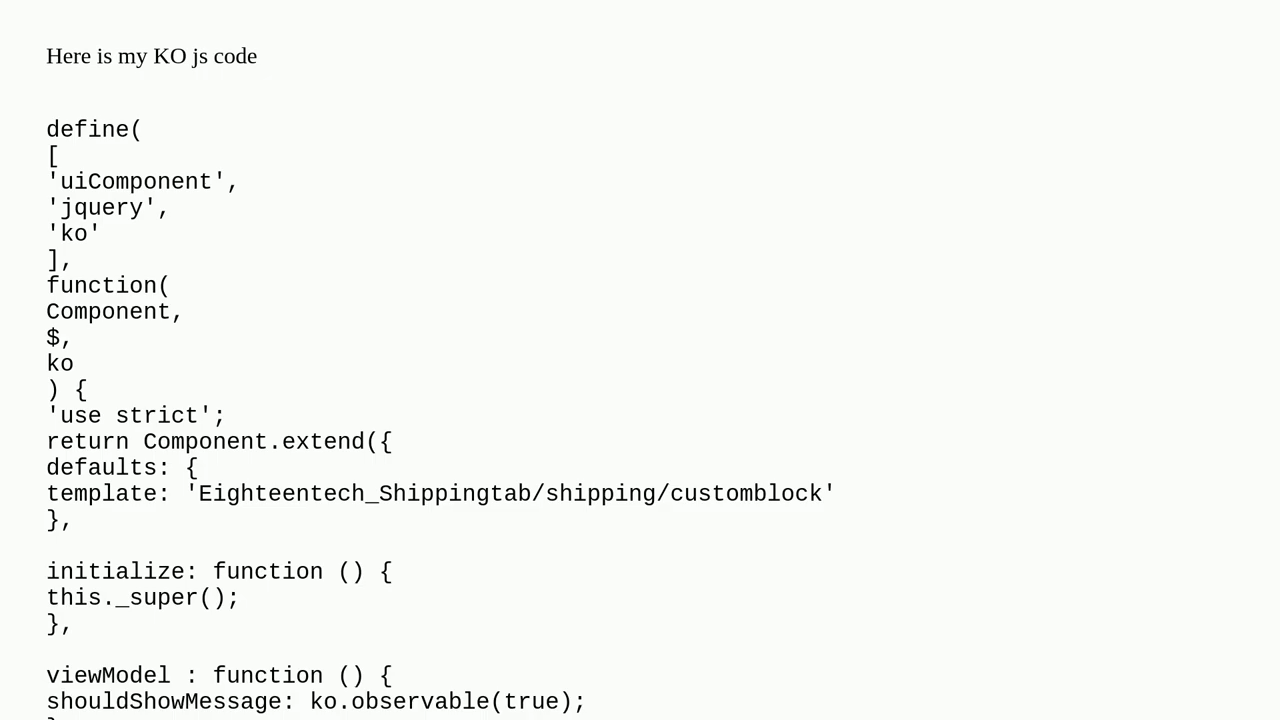 Here is my KO js code
define(
[
'uiComponent',
'jquery',
'ko'
],
function(
Component,
$,
ko
) {
'use strict';
return Component.extend({
defaults: {
template: 'Eighteentech_Shippingtab/shipping/customblock'
},
initialize: function () {
this._super();
},
viewModel : function () {
shouldShowMessage: ko.observable(true);